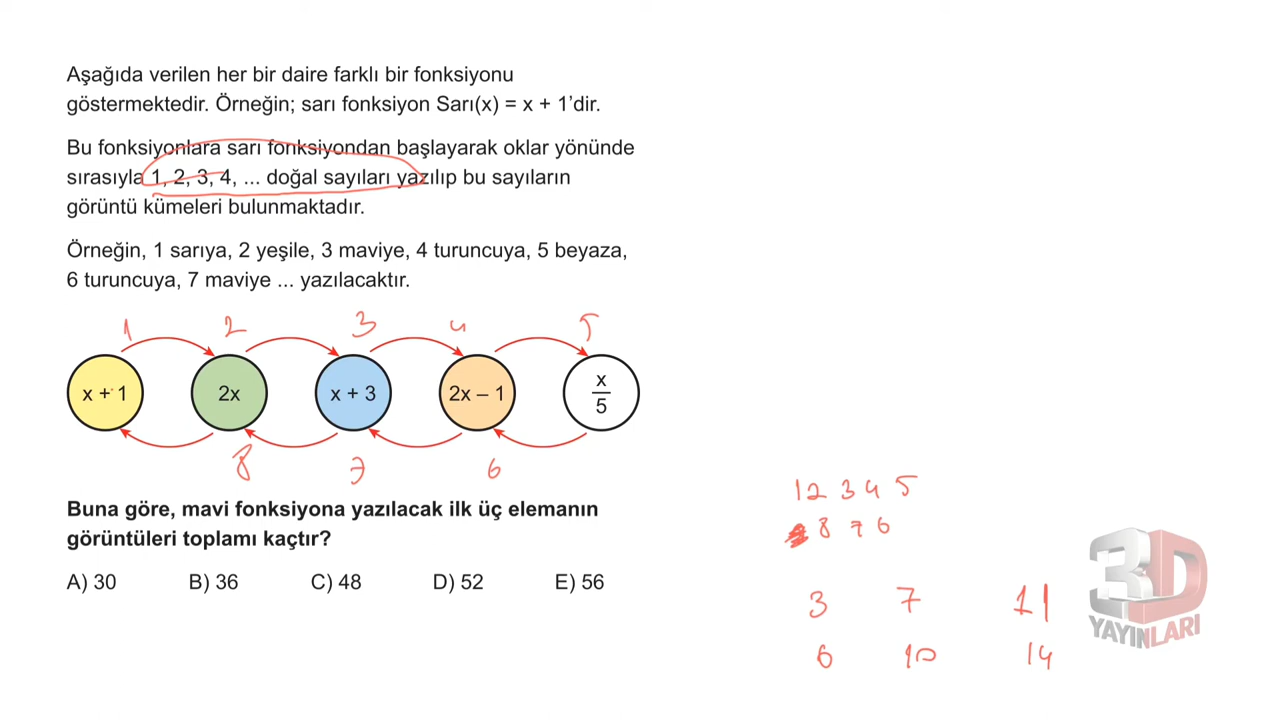 Aşağıda verilen her bir daire farklı bir fonksiyonu
göstermektedir. Örneğin; sarı fonksiyon Sarı(x) = x + 1'dir.
Bu fonksiyonlara sarı fonksiyondan başlayarak oklar yönünde
sırasıyla 1, 2, 3, 4, ... doğal sayıları yazılıp bu sayıların
görüntü kümeleri bulunmaktadır.
Örneğin, 1 sarıya, 2 yeşile, 3 maviye, 4 turuncuya, 5 beyaza,
6 turuncuya, 7 maviye ... yazılacaktır.
1 2 3 4 5
x + 1 2x x + 3 2x – 1 x/5
8 7 6
Buna göre, mavi fonksiyona yazılacak ilk üç elemanın
görüntüleri toplamı kaçtır?
A) 30 B) 36 C) 48 D) 52 E) 56
1 2 3 4 5
8 7 6
3 7 11
6 10 14
3D
YAYINLARI